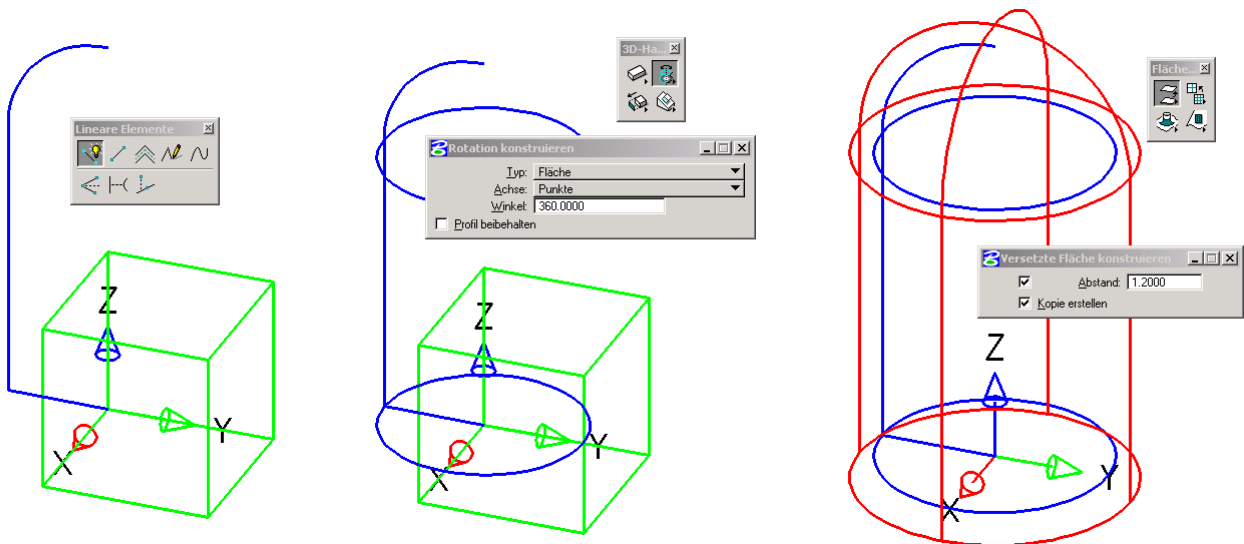 Lineare Elemente
Z
Y
X
3D-Ha...
Rotation konstruieren
Typ: Fläche
Achse: Punkte
Winkel: 360.0000
Profil beibehalten
Z
Y
X
Fläche...
Versetzte Fläche konstruieren
Abstand: 1.2000
Kopie erstellen
Z
Y
X